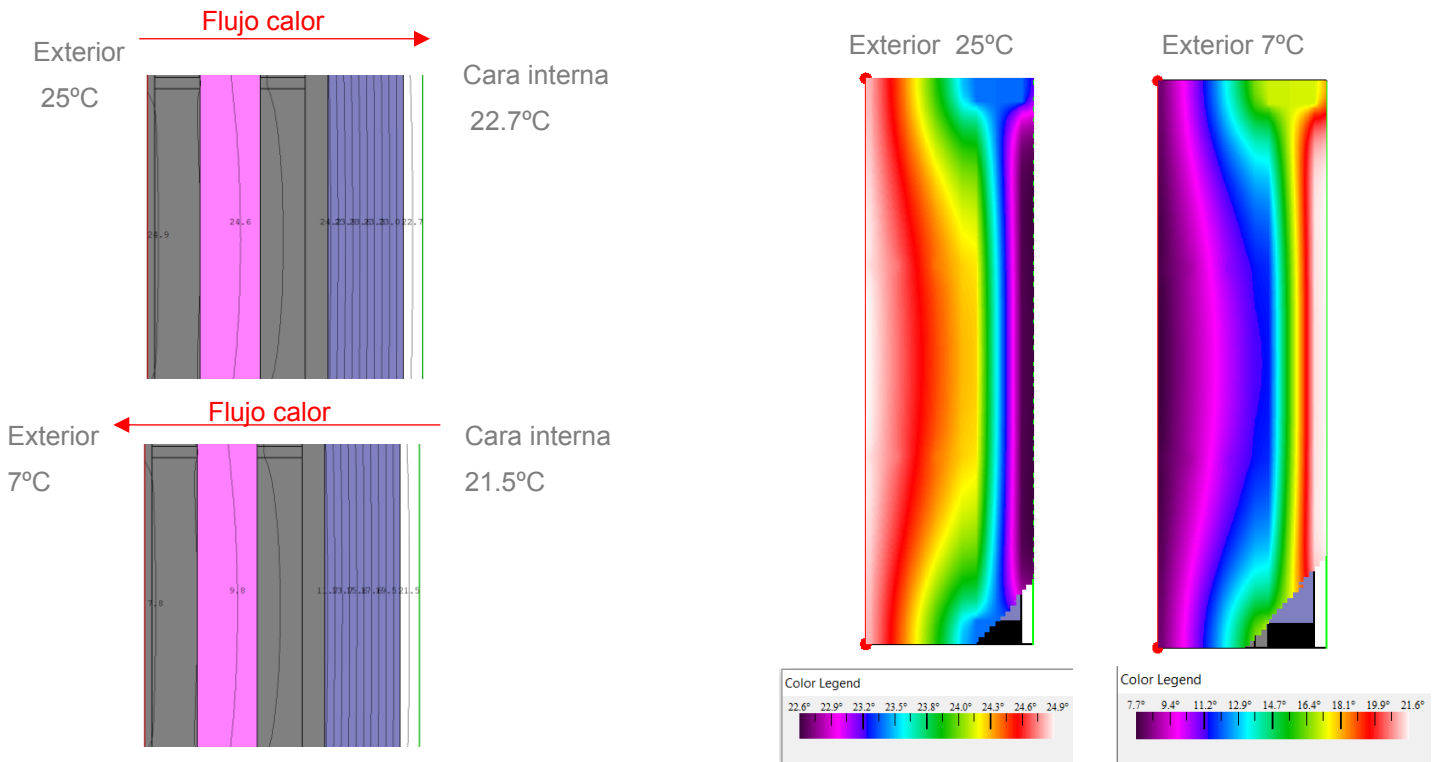 Flujo calor
Exterior
25ºC
Cara interna
22.7ºC
24.9
24.6
22.7
Flujo calor
Exterior
7ºC
Cara interna
21.5ºC
7.8
9.8
21.5
Exterior 25ºC
Exterior 7ºC
Color Legend
22.6° 22.9° 23.2° 23.5° 23.8° 24.0° 24.3° 24.6° 24.9°
Color Legend
7.7° 9.4° 11.2° 12.9° 14.7° 16.4° 18.1° 19.9° 21.6°